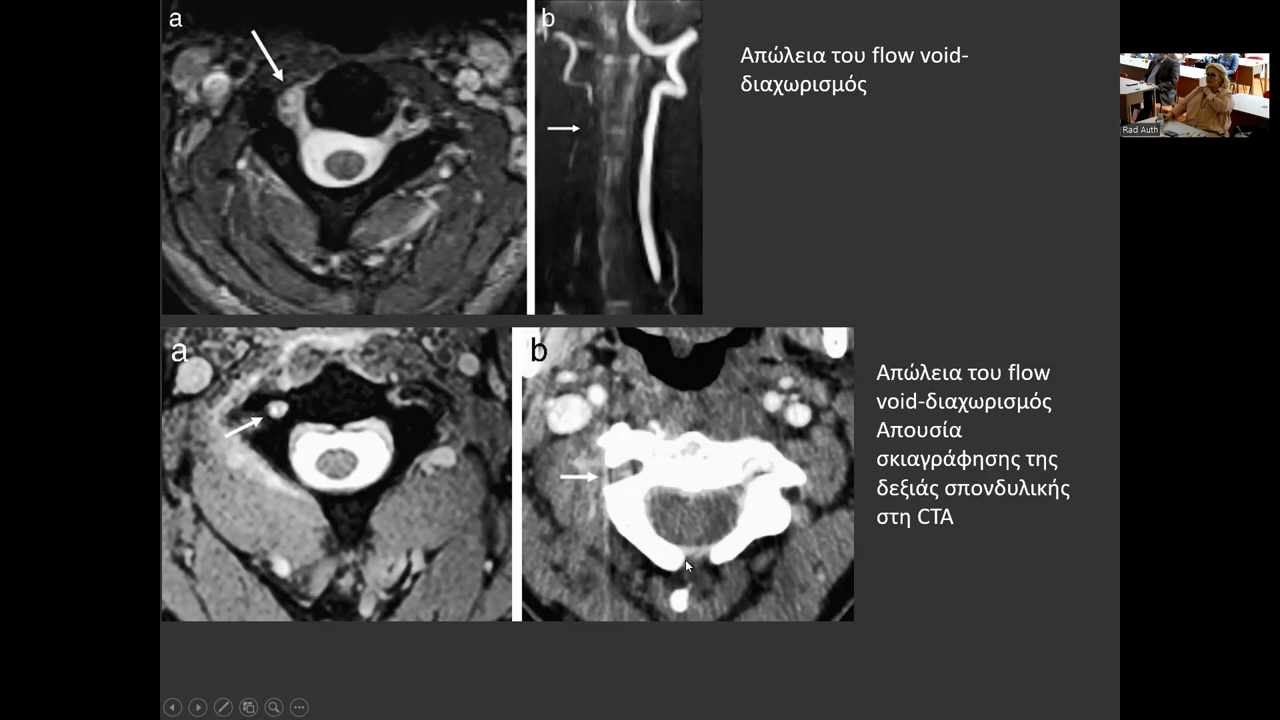 a
b
Απώλεια του flow void-
διαχωρισμός
Rad Auth
a
b
Απώλεια του flow
void-διαχωρισμός
Απουσία
σκιαγράφησης της
δεξιάς σπονδυλικής
στη CTA